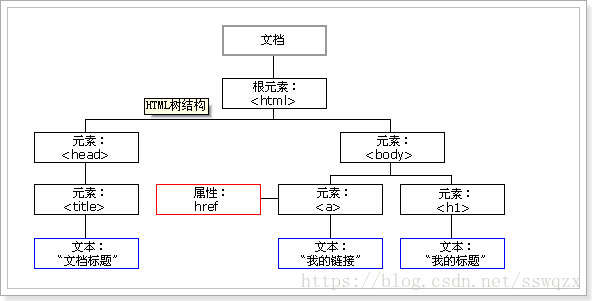 文档
根元素：
<html>
HTML树结构
元素：
<head>
元素：
<body>
元素：
<title>
属性：
href
元素：
<a>
元素：
<h1>
文本：
“文档标题”
文本：
“我的链接”
文本：
“我的标题”
https://blog.csdn.net/sswqzx